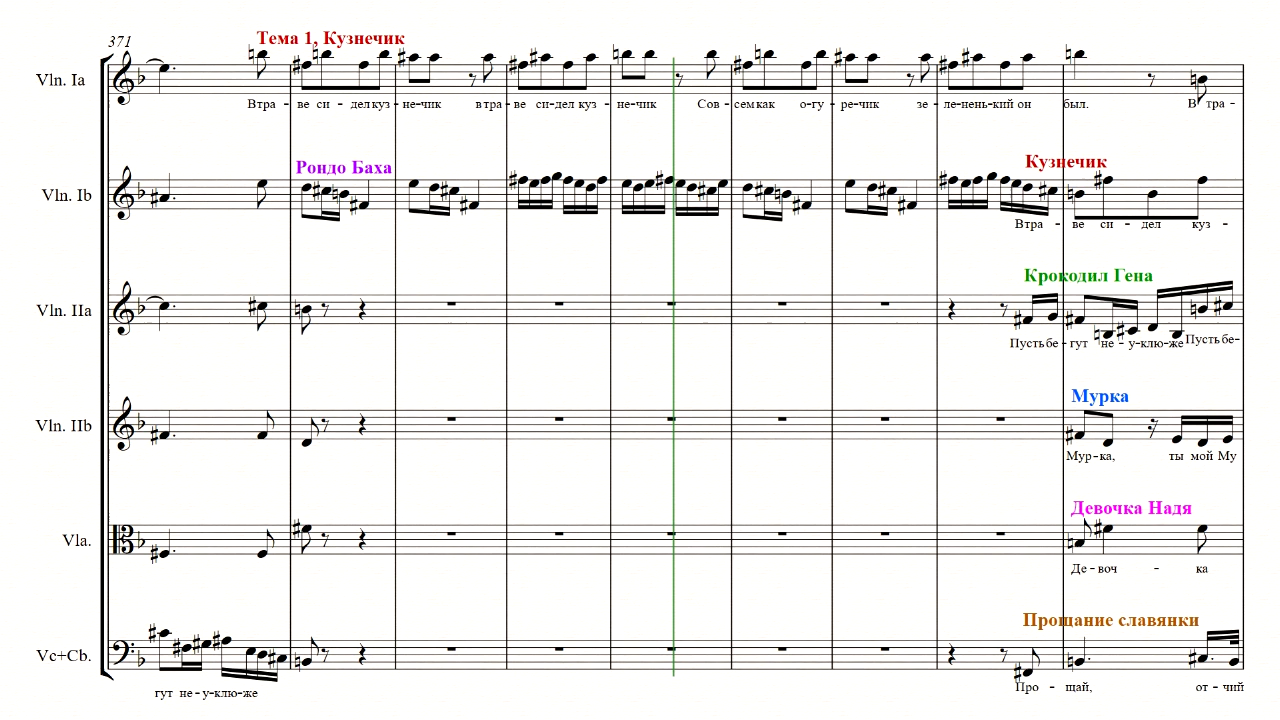 371
Тема 1, Кузнечик
Vln. Ia
В тра - ве си - дел куз - не-чик в тра - ве си-дел куз - не-чик Сов - сем как о-гу - ре-чик зе - ле-нень-кий он был. В тра -
Рондо Баха
Кузнечик
Vln. Ib
В тра - ве си - дел куз -
Крокодил Гена
Vln. IIa
Пусть бе - гут не - у-клю-же Пусть бе-
Мурка
Vln. IIb
Мур-ка, ты мой Му
Девочка Надя
Vla.
Де-воч - ка
Прощание славянки
Vc+Cb.
гут не-у-клю-же
Про - щай, от - чий